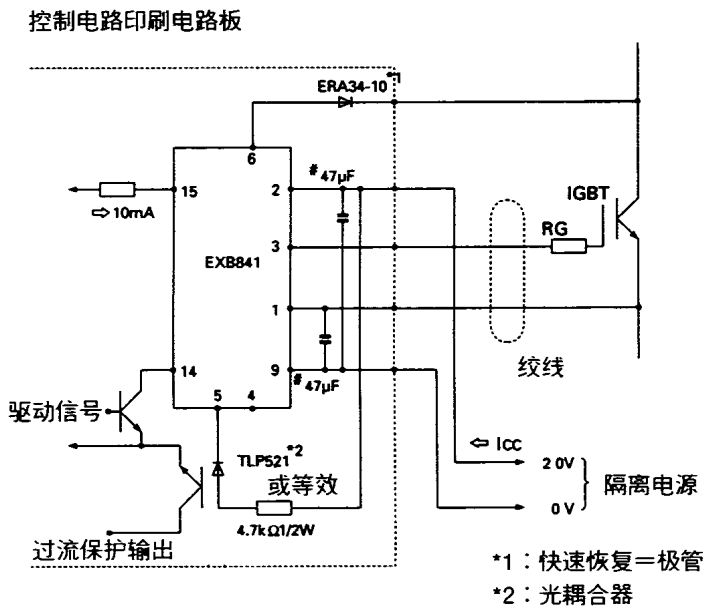 控制电路印刷电路板
ERA34-10*1
6
15
⇨10mA
# 47μF
2
IGBT
3
RG
EXB841
1
绞线
14
9
# 47μF
5
4
驱动信号
TLP521*2
或等效
⇦ Icc
20V
隔离电源
0V
4.7kΩ1/2W
过流保护输出
*1：快速恢复=极管
*2：光耦合器